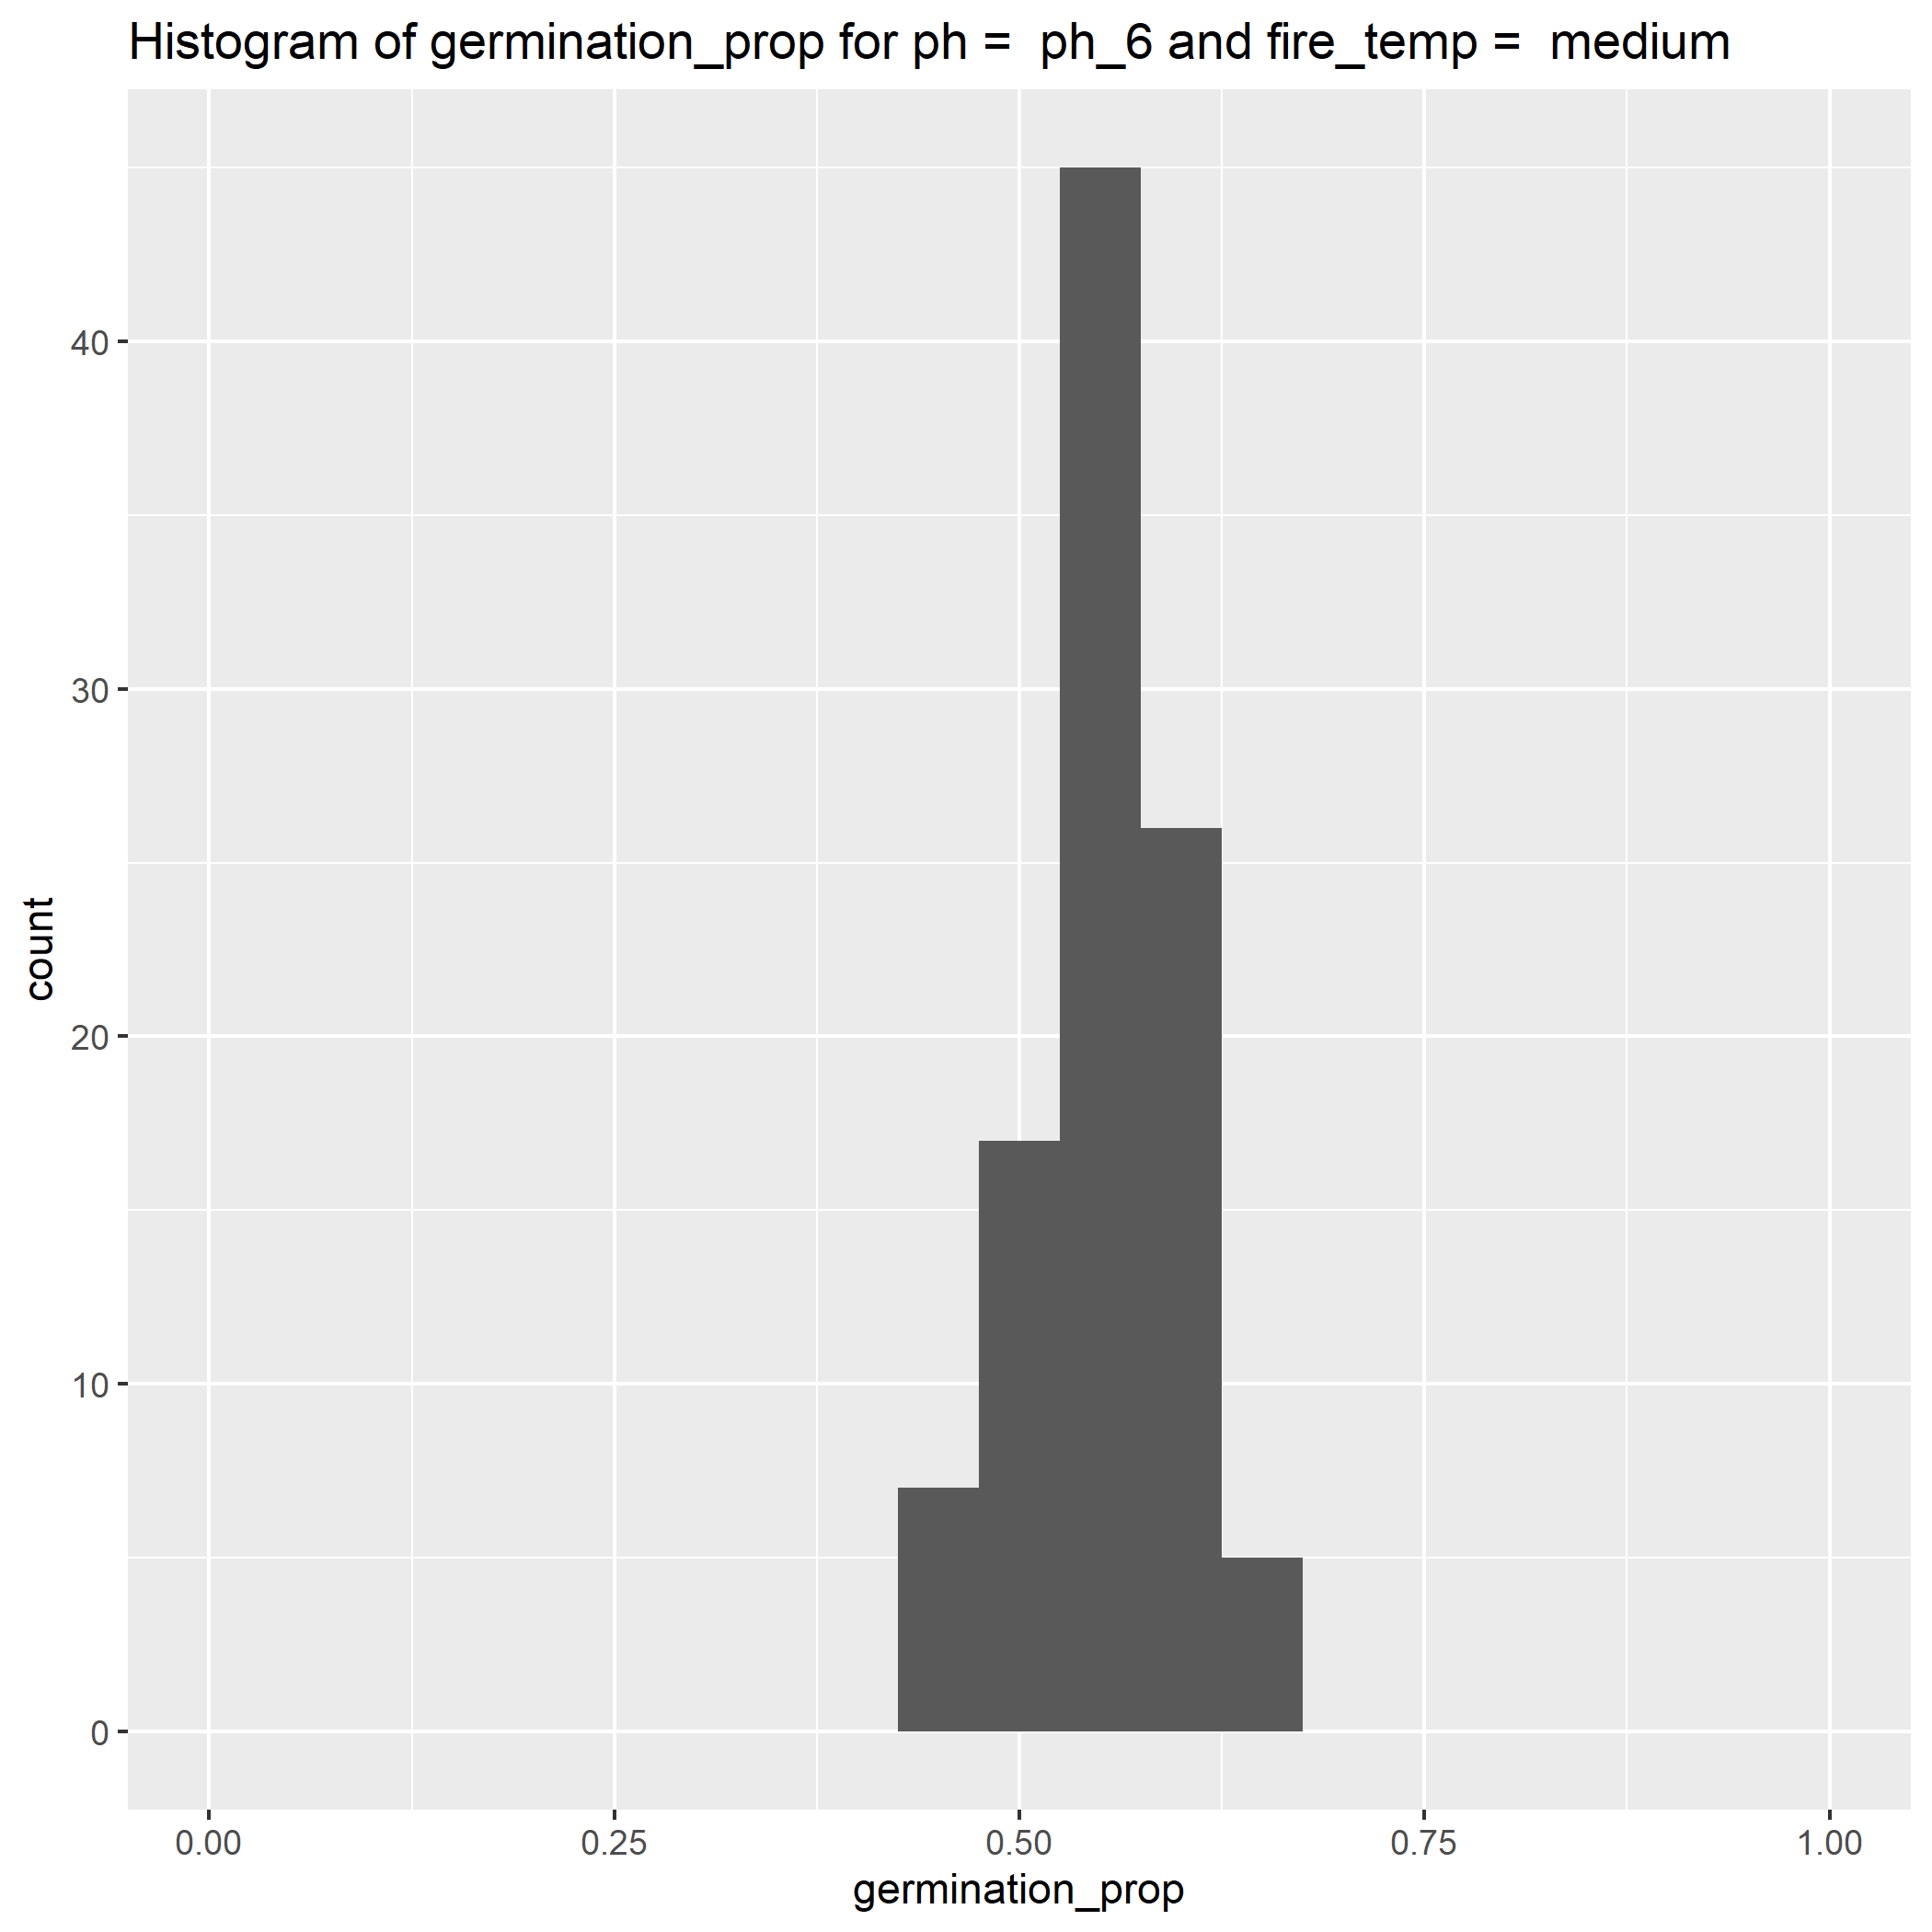 Histogram of germination_prop for ph =  ph_6 and fire_temp =  medium
count
40
30
20
10
0
0.00 0.25 0.50 0.75 1.00
germination_prop